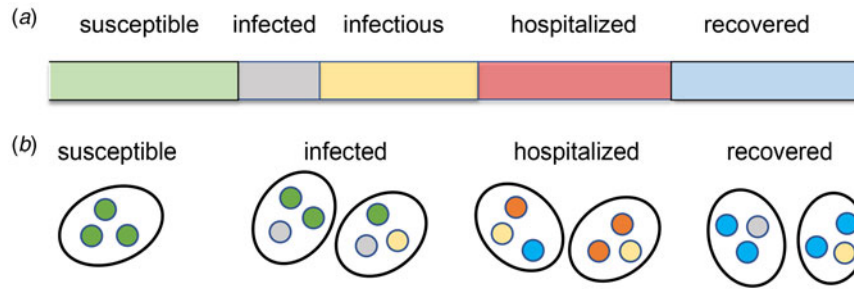 (a) susceptible infected infectious hospitalized recovered
(b) susceptible infected hospitalized recovered